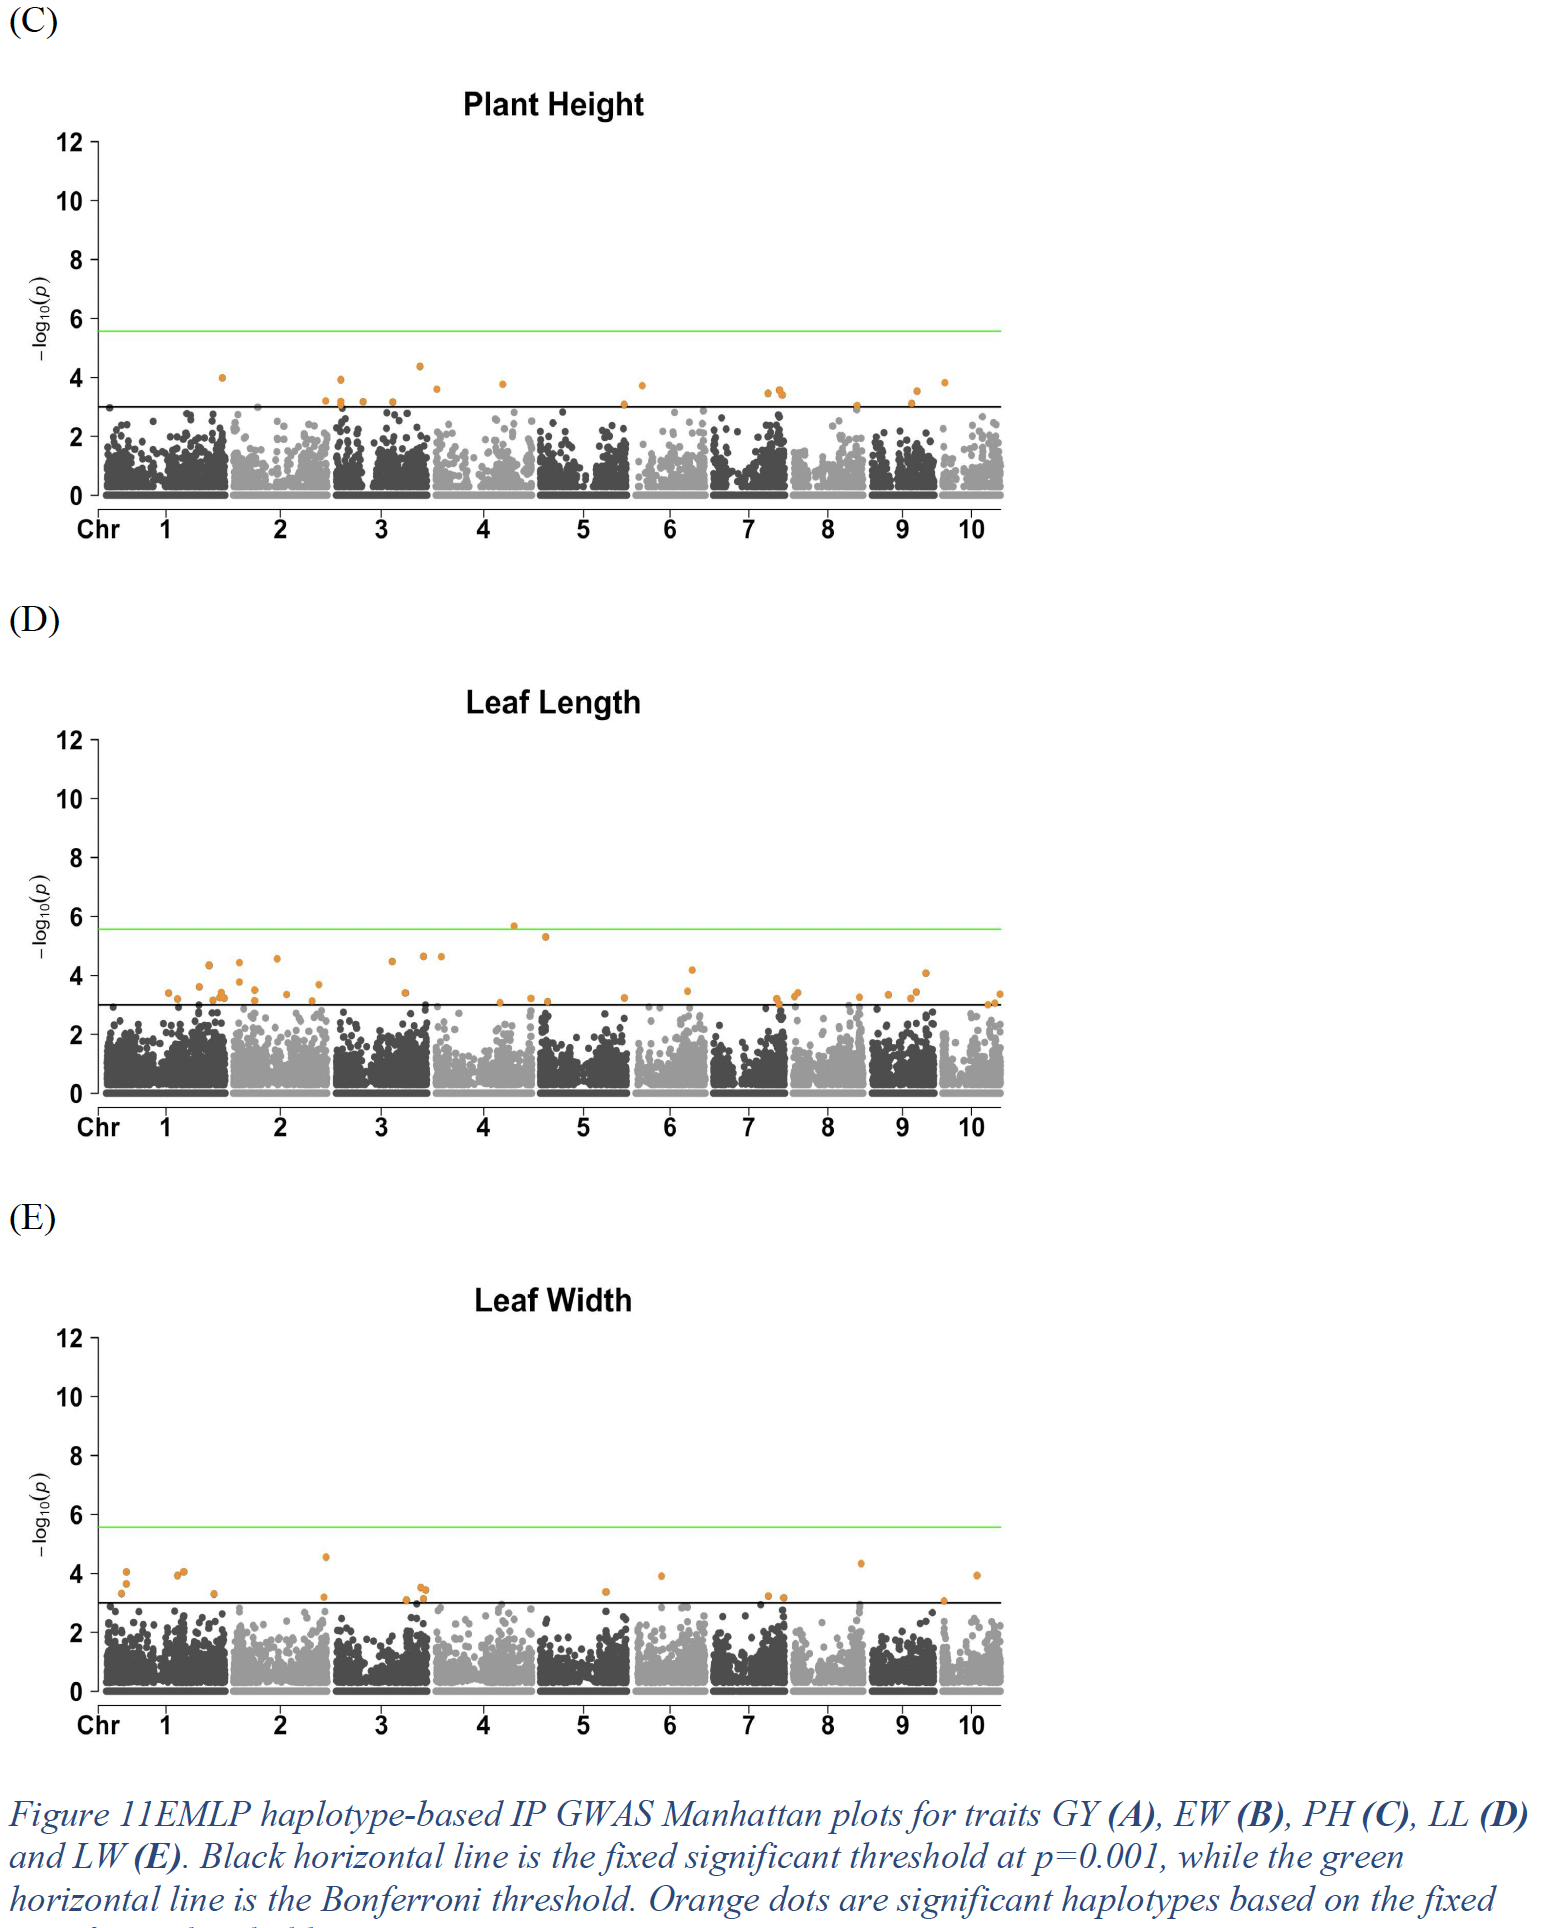 (C)
Plant Height
12
10
8
6
4
2
0
−log10(p)
Chr 1 2 3 4 5 6 7 8 9 10
(D)
Leaf Length
12
10
8
6
4
2
0
−log10(p)
Chr 1 2 3 4 5 6 7 8 9 10
(E)
Leaf Width
12
10
8
6
4
2
0
−log10(p)
Chr 1 2 3 4 5 6 7 8 9 10
Figure 11EMLP haplotype-based IP GWAS Manhattan plots for traits GY (A), EW (B), PH (C), LL (D)
and LW (E). Black horizontal line is the fixed significant threshold at p=0.001, while the green
horizontal line is the Bonferroni threshold. Orange dots are significant haplotypes based on the fixed